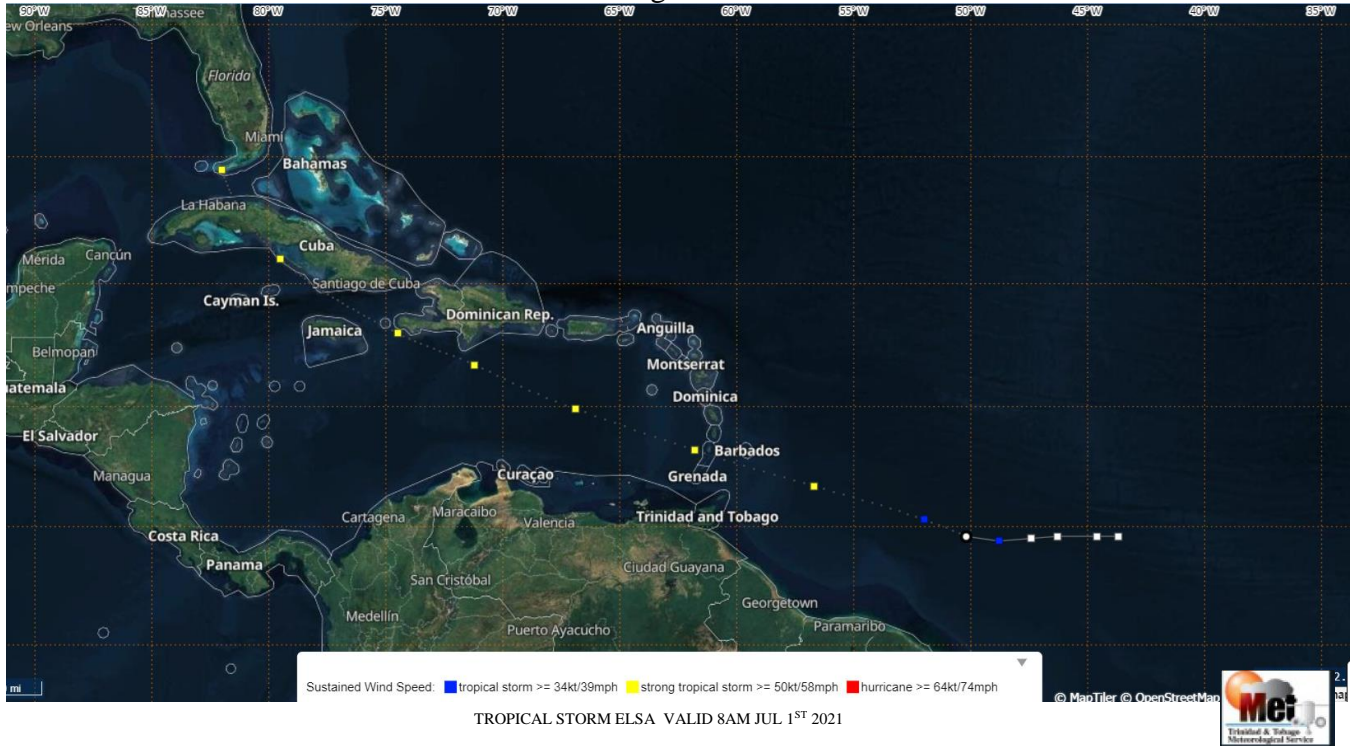 90°W 85°W 80°W 75°W 70°W 65°W 60°W 55°W 50°W 45°W 40°W 35°W
New Orleans
Florida
Miami
Bahamas
La Habana
Cuba
Mérida Cancún
Santiago de Cuba
Cayman Is.
Dominican Rep.
Jamaica
Anguilla
Belmopan
Montserrat
Dominica
El Salvador
Barbados
Managua
Curaçao
Grenada
Cartagena
Maracaibo
Valencia
Trinidad and Tobago
Costa Rica
Panama
San Cristóbal
Ciudad Guayana
Medellín
Georgetown
Puerto Ayacucho
Paramaribo
mi
Sustained Wind Speed: tropical storm >= 34kt/39mph strong tropical storm >= 50kt/58mph hurricane >= 64kt/74mph
© MapTiler © OpenStreetMap
Met
Trinidad & Tobago
Meteorological Service
TROPICAL STORM ELSA VALID 8AM JUL 1ST 2021